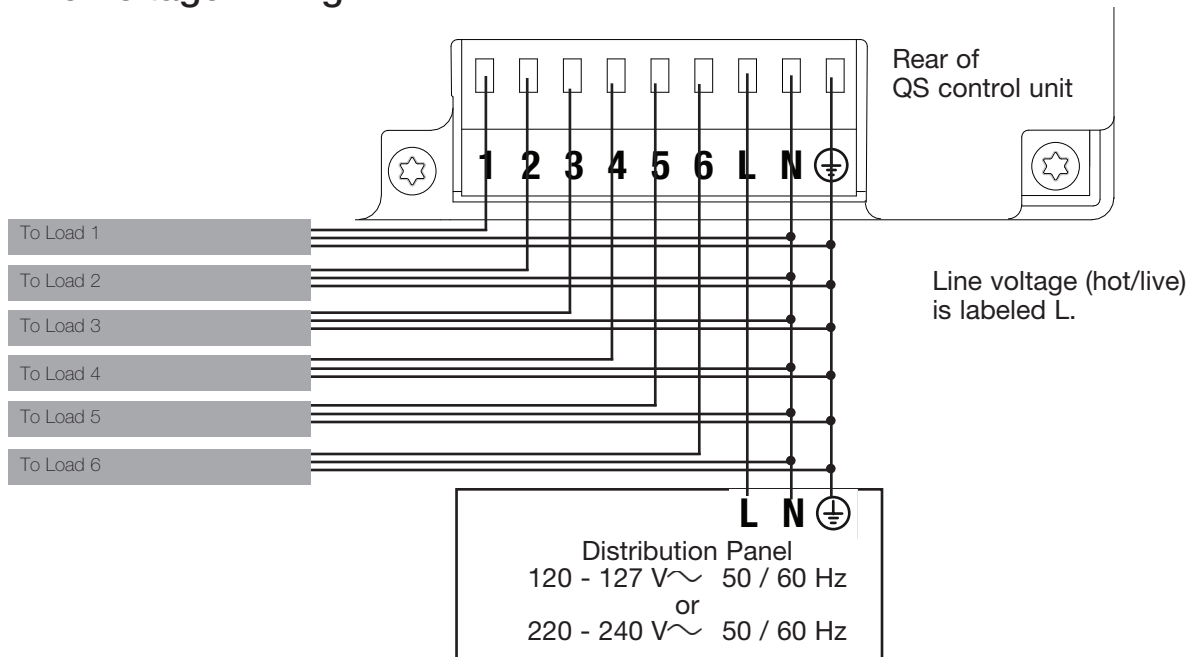 Rear of
QS control unit
1 2 3 4 5 6 L N
To Load 1
To Load 2
Line voltage (hot/live)
is labeled L.
To Load 3
To Load 4
To Load 5
To Load 6
L N
Distribution Panel
120 - 127 V~ 50 / 60 Hz
or
220 - 240 V~ 50 / 60 Hz